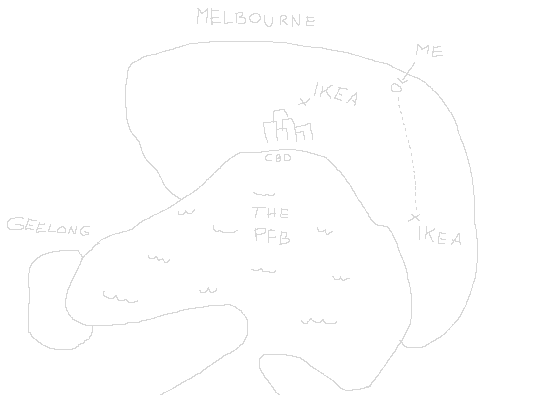 MELBOURNE
ME
IKEA
CBD
THE
PFB
GEELONG
IKEA